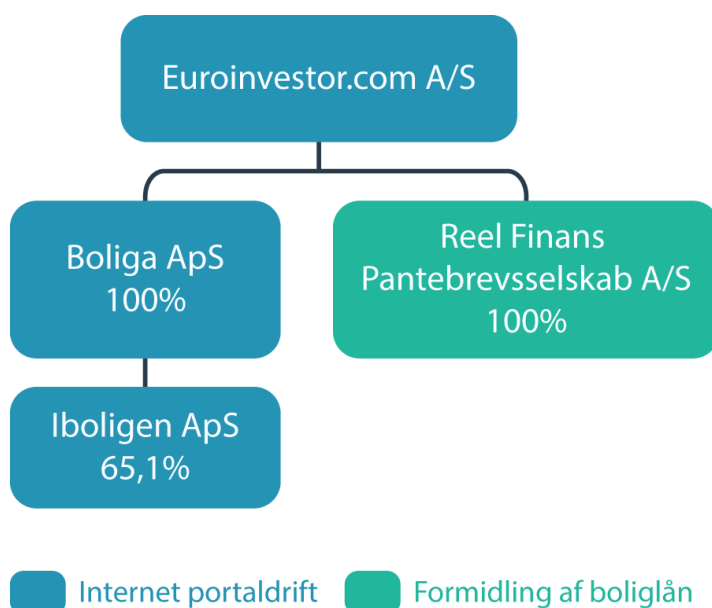 Euroinvestor.com A/S
Boliga ApS
100%
Reel Finans
Pantebrevsselskab A/S
100%
Iboligen ApS
65,1%
Internet portaldrift
Formidling af boliglån